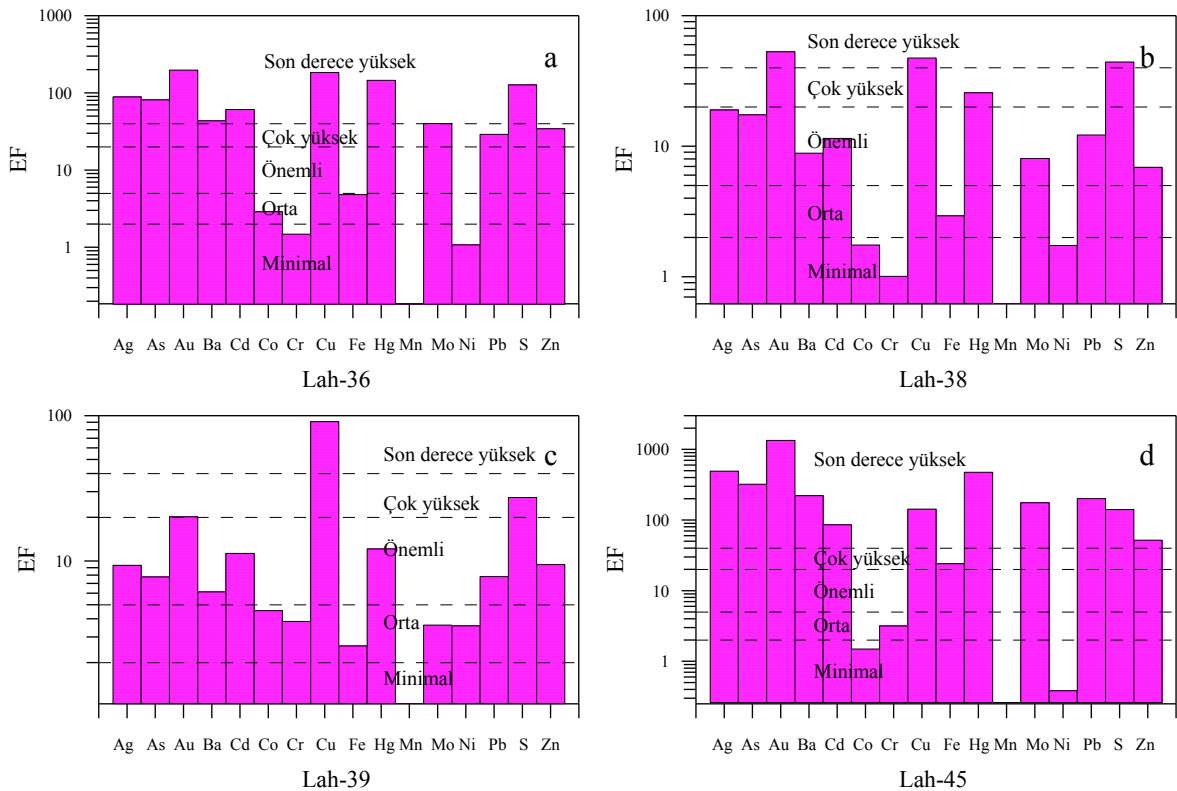 1000
100
10
1
EF
a
Son derece yüksek
Çok yüksek
Önemli
Orta
Minimal
Ag As Au Ba Cd Co Cr Cu Fe Hg Mn Mo Ni Pb S Zn
Lah-36
100
10
1
EF
b
Son derece yüksek
Çok yüksek
Önemli
Orta
Minimal
Ag As Au Ba Cd Co Cr Cu Fe Hg Mn Mo Ni Pb S Zn
Lah-38
100
10
EF
c
Son derece yüksek
Çok yüksek
Önemli
Orta
Minimal
Ag As Au Ba Cd Co Cr Cu Fe Hg Mn Mo Ni Pb S Zn
Lah-39
1000
100
10
1
EF
d
Son derece yüksek
Çok yüksek
Önemli
Orta
Minimal
Ag As Au Ba Cd Co Cr Cu Fe Hg Mn Mo Ni Pb S Zn
Lah-45